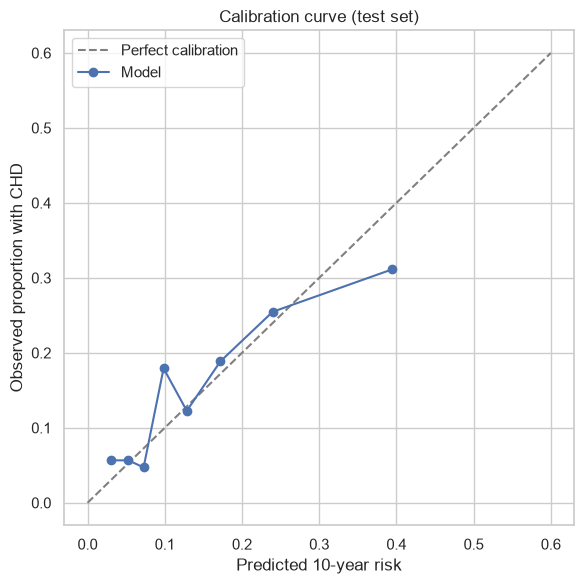 Calibration curve (test set)
Perfect calibration
Model
Observed proportion with CHD
0.6
0.5
0.4
0.3
0.2
0.1
0.0
0.0 0.1 0.2 0.3 0.4 0.5 0.6
Predicted 10-year risk